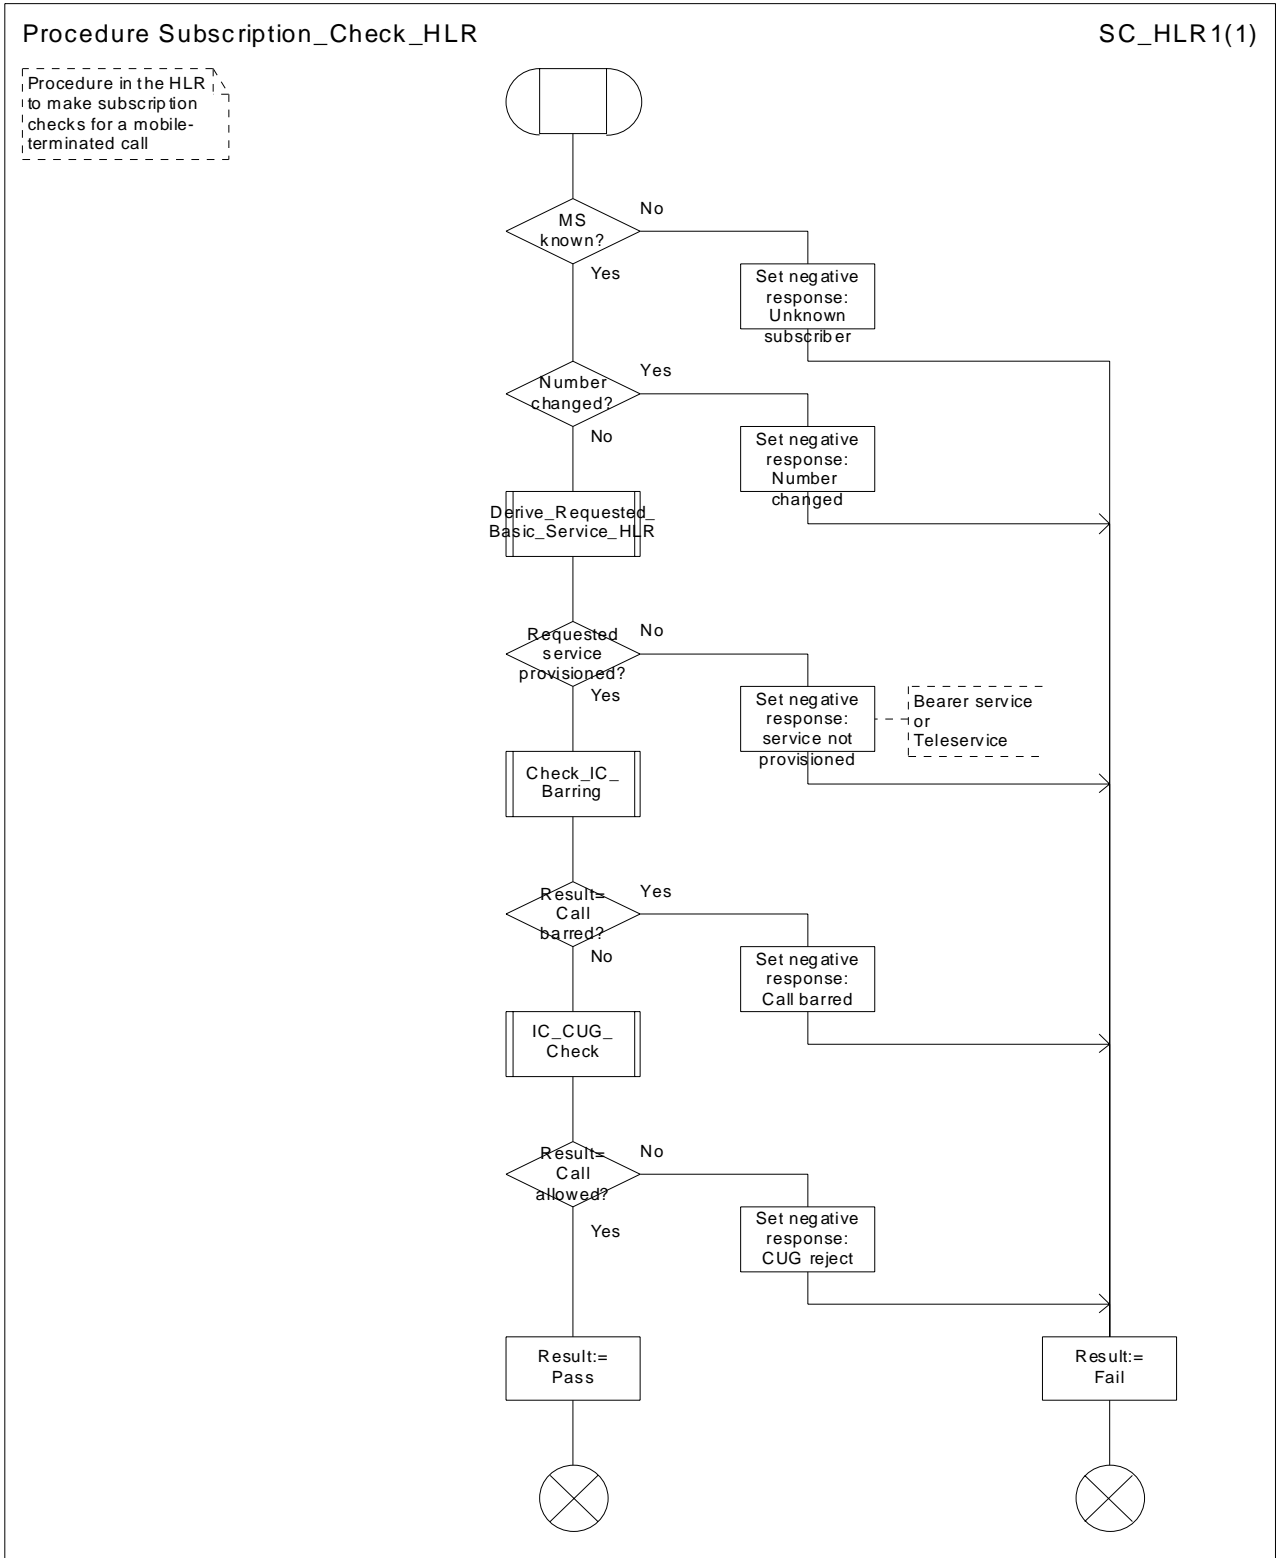 Procedure Subscription_Check_HLR
SC_HLR1(1)
Procedure in the HLR
to make subscription
checks for a mobile-
terminated call
MS
known?
No
Yes
Set negative
response:
Unknown
subscriber
Number
changed?
Yes
No
Set negative
response:
Number
changed
Derive_Requested_
Basic_Service_HLR
Requested
service
provisioned?
No
Yes
Set negative
response:
service not
provisioned
Bearer service
or
Teleservice
Check_IC_
Barring
Result=
Call
barred?
Yes
No
Set negative
response:
Call barred
IC_CUG_
Check
Result=
Call
allowed?
No
Yes
Set negative
response:
CUG reject
Result:=
Pass
Result:=
Fail